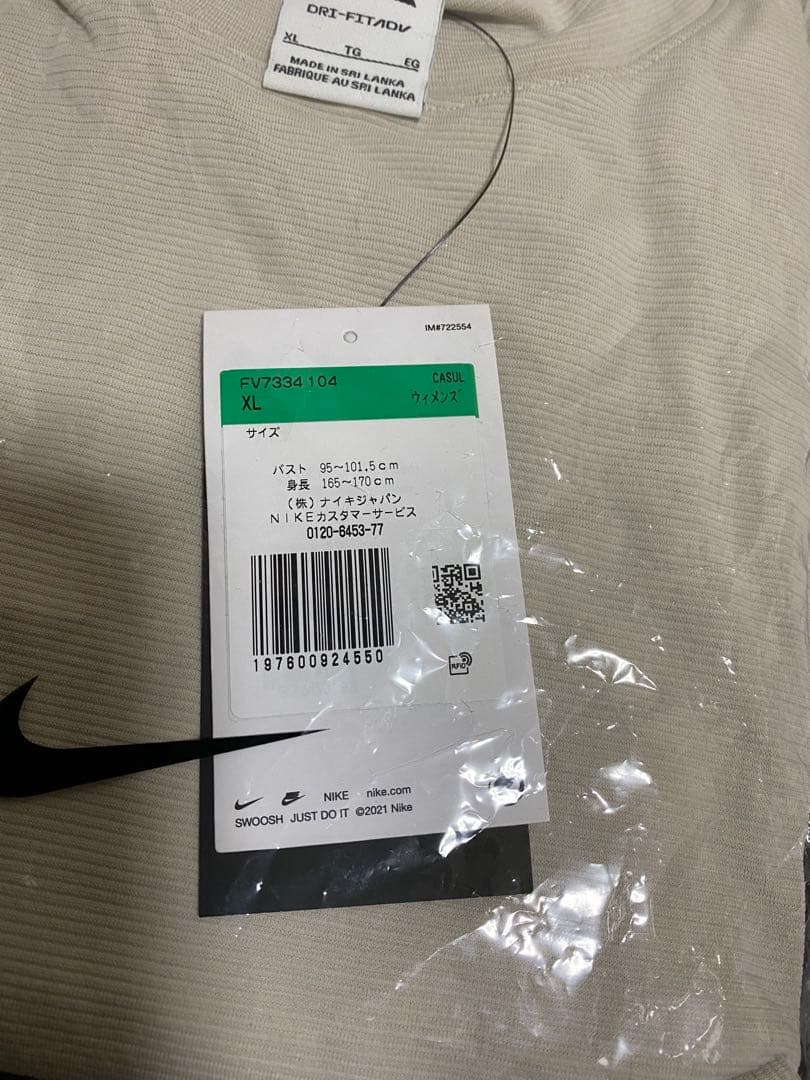 DRI-FIT ADV
XL TG EG
MADE IN SRI LANKA
FABRIQUE AU SRI LANKA
IM#722554
FV7334 104 CASUL
XL ウィメンズ
サイズ
バスト 95～101.5cm
身長 165～170cm
(株)ナイキジャパン
NIKEカスタマーサービス
0120-6453-77
197600924550
RFID
NIKE nike.com
SWOOSH JUST DO IT ©2021 Nike